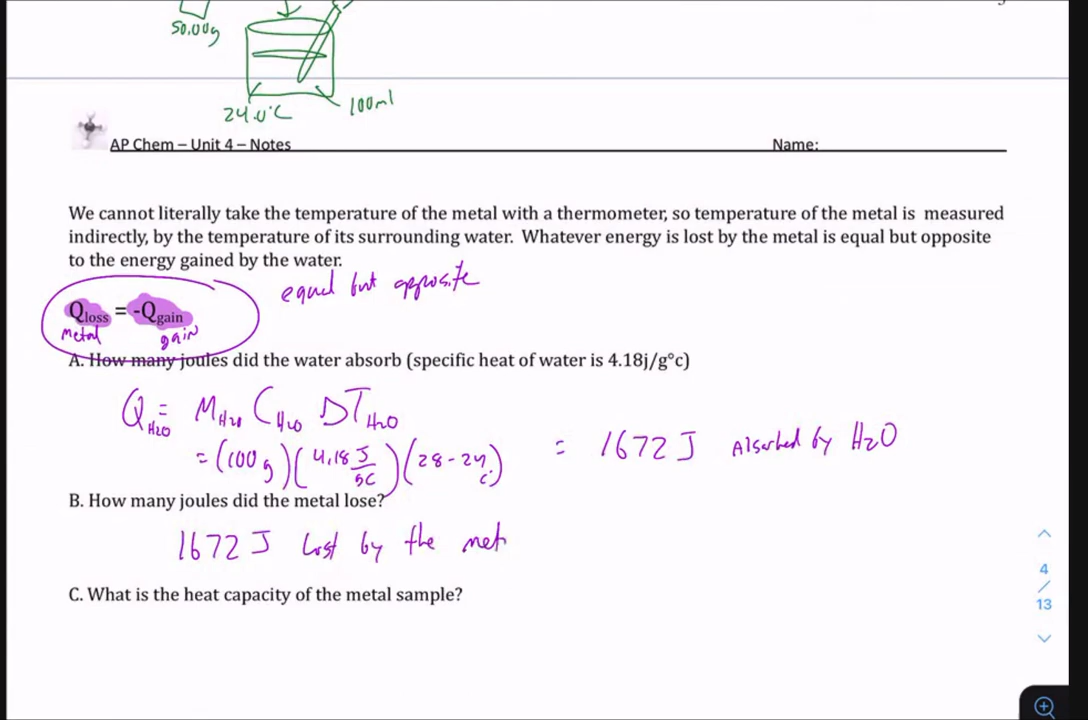 50.00g
24.0°C
100ml
AP Chem – Unit 4 – Notes
Name:
We cannot literally take the temperature of the metal with a thermometer, so temperature of the metal is measured
indirectly, by the temperature of its surrounding water. Whatever energy is lost by the metal is equal but opposite
to the energy gained by the water.
equal but opposite
Qloss = -Qgain
metal gain
A. How many joules did the water absorb (specific heat of water is 4.18j/g°c)
QH2O = MH2O CH2O DTH2O
= (100g)(4.18 J/gC)(28-24)C = 1672 J Absorbed by H2O
B. How many joules did the metal lose?
1672 J Lost by the met
C. What is the heat capacity of the metal sample?
4
/
13